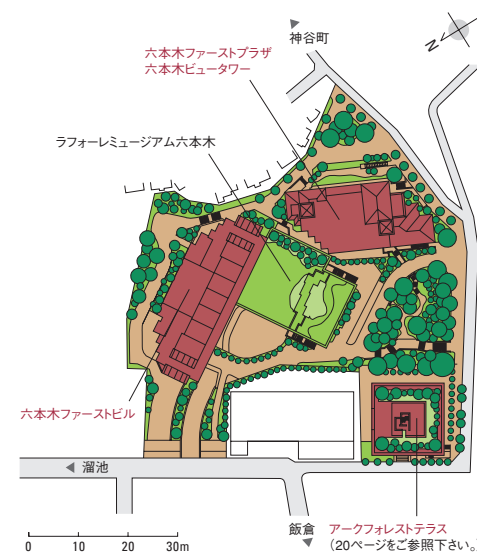 神谷町
N
六本木ファーストプラザ
六本木ビュータワー
ラフォーレミュージアム六本木
六本木ファーストビル
溜池
飯倉
アークフォレストテラス
(20ページをご参照下さい。)
0 10 20 30m